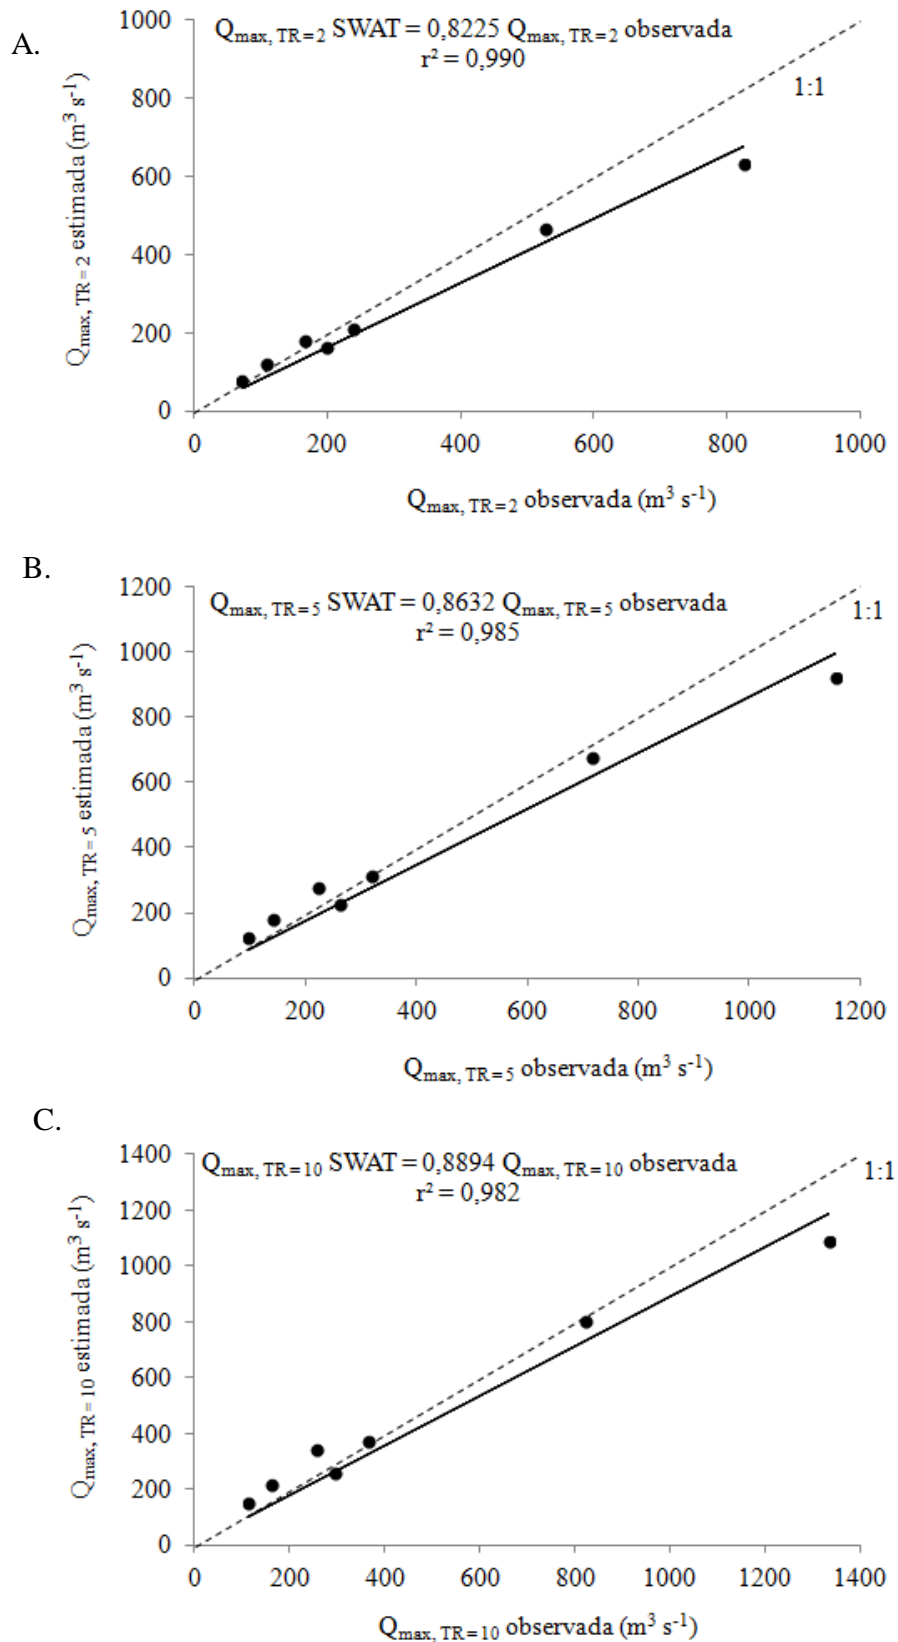 A.
Qmax, TR=2 SWAT = 0,8225 Qmax, TR=2 observada
r² = 0,990
1:1
1000
800
600
400
200
0
Qmax, TR=2 estimada (m³ s⁻¹)
0 200 400 600 800 1000
Qmax, TR=2 observada (m³ s⁻¹)
B.
Qmax, TR=5 SWAT = 0,8632 Qmax, TR=5 observada
r² = 0,985
1:1
1200
1000
800
600
400
200
0
Qmax, TR=5 estimada (m³ s⁻¹)
0 200 400 600 800 1000 1200
Qmax, TR=5 observada (m³ s⁻¹)
C.
Qmax, TR=10 SWAT = 0,8894 Qmax, TR=10 observada
r² = 0,982
1:1
1400
1200
1000
800
600
400
200
0
Qmax, TR=10 estimada (m³ s⁻¹)
0 200 400 600 800 1000 1200 1400
Qmax, TR=10 observada (m³ s⁻¹)